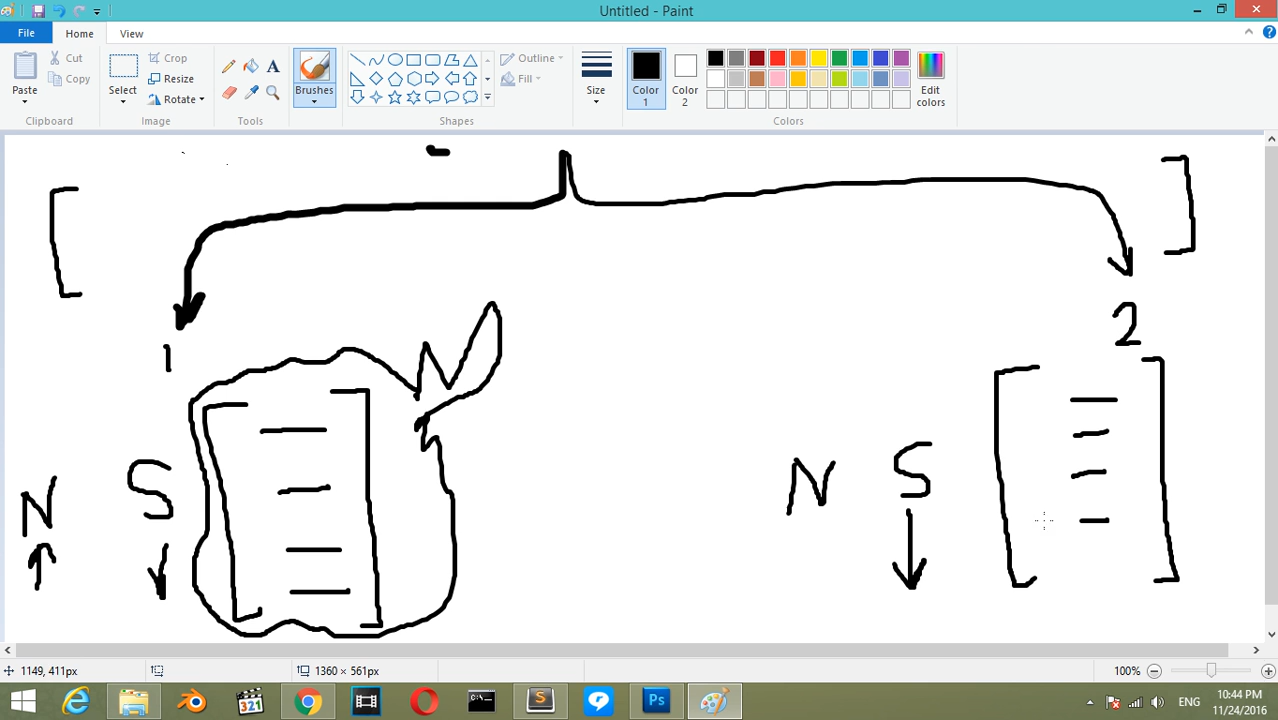 Untitled - Paint
File Home View
Paste Cut Copy Select Crop Resize Rotate Brushes Outline Fill Size Color 1 Color 2 Edit colors
Clipboard Image Tools Shapes Colors
1 2
N S N S
1149, 411px 1360 × 561px 100%
ENG 10:44 PM
11/24/2016